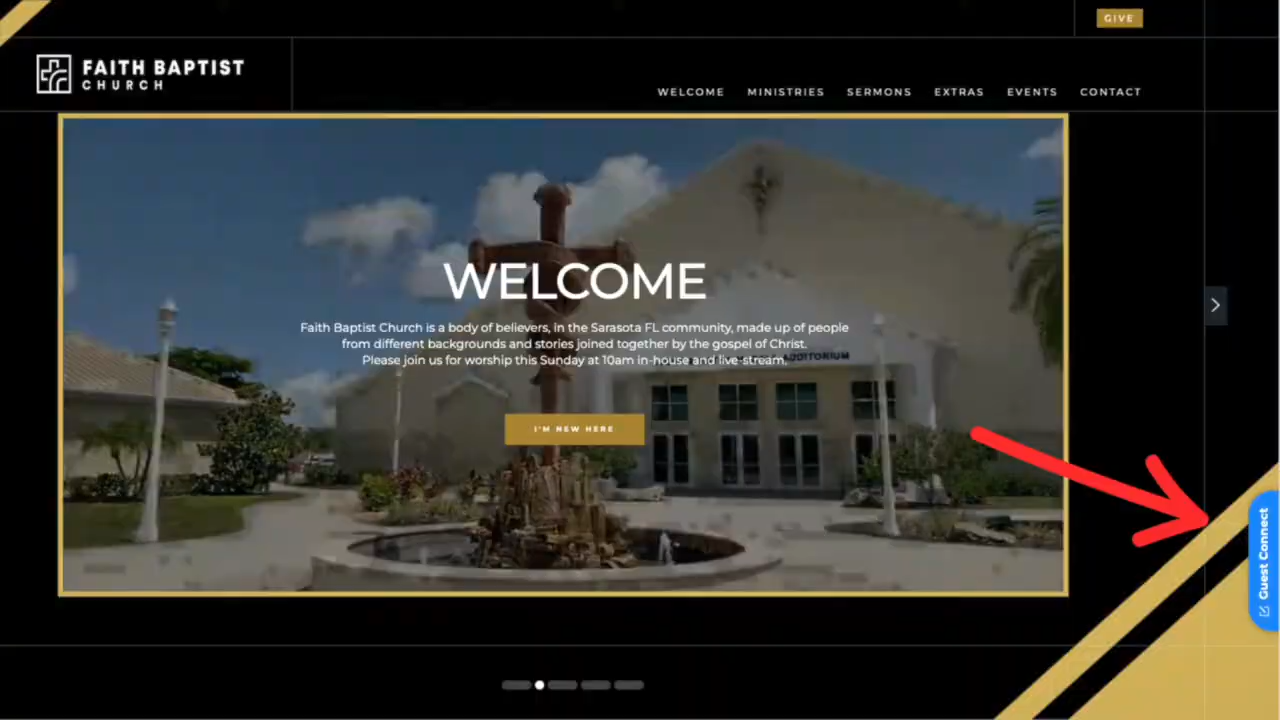 GIVE
FAITH BAPTIST
CHURCH
WELCOME MINISTRIES SERMONS EXTRAS EVENTS CONTACT
WELCOME
Faith Baptist Church is a body of believers, in the Sarasota FL community, made up of people
from different backgrounds and stories joined together by the gospel of Christ.
Please join us for worship this Sunday at 10am in-house and live-stream.
AUDITORIUM
I'M NEW HERE
Guest Connect